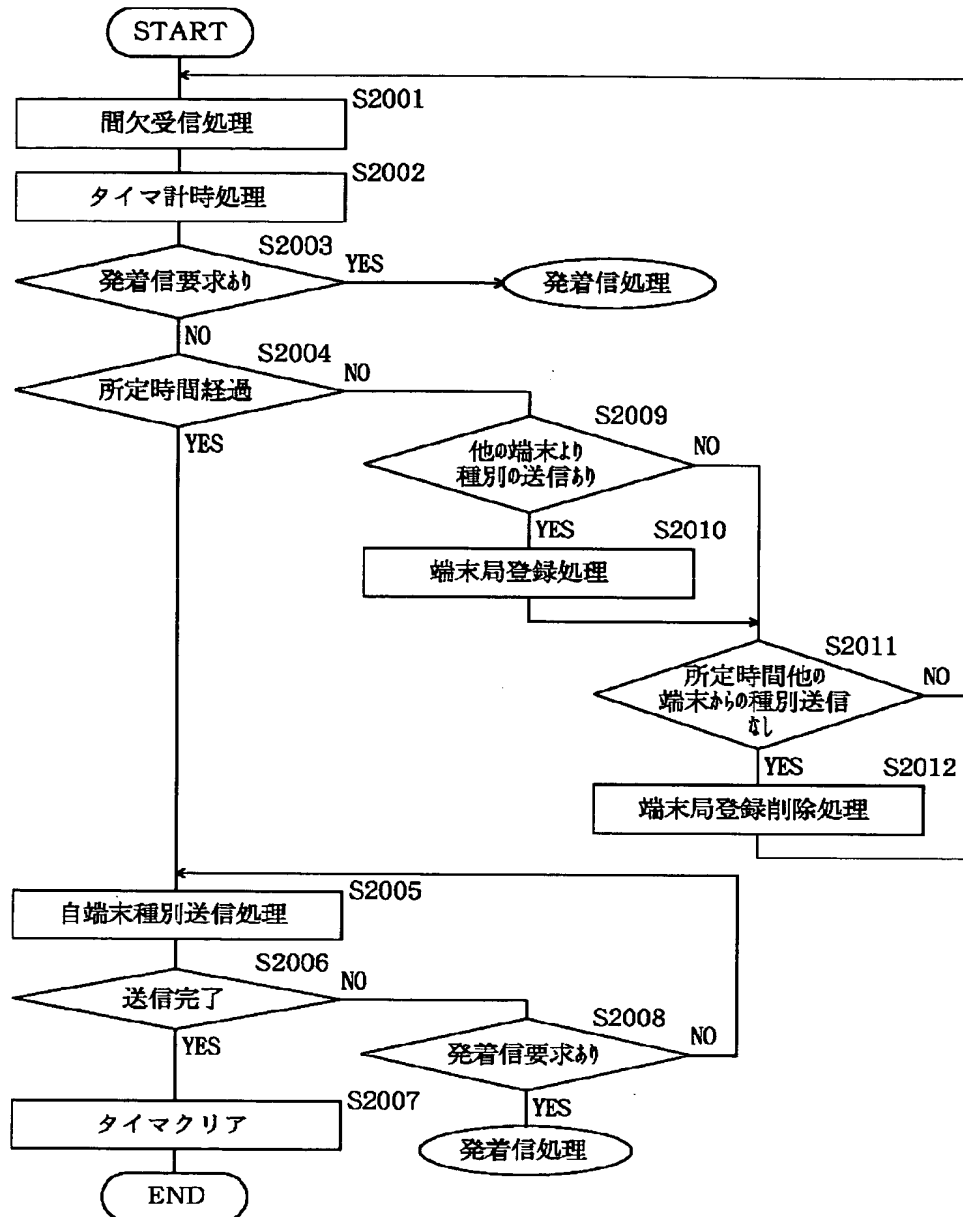 START
S2001
間欠受信処理
S2002
タイマ計時処理
S2003
発着信要求あり
YES
発着信処理
NO
S2004
所定時間経過
NO
YES
S2009
他の端末より
種別の送信あり
NO
YES
S2010
端末局登録処理
S2011
所定時間他の
端末からの種別送信
なし
NO
YES
S2012
端末局登録削除処理
S2005
自端末種別送信処理
S2006
送信完了
NO
YES
S2008
発着信要求あり
NO
YES
発着信処理
S2007
タイマクリア
END